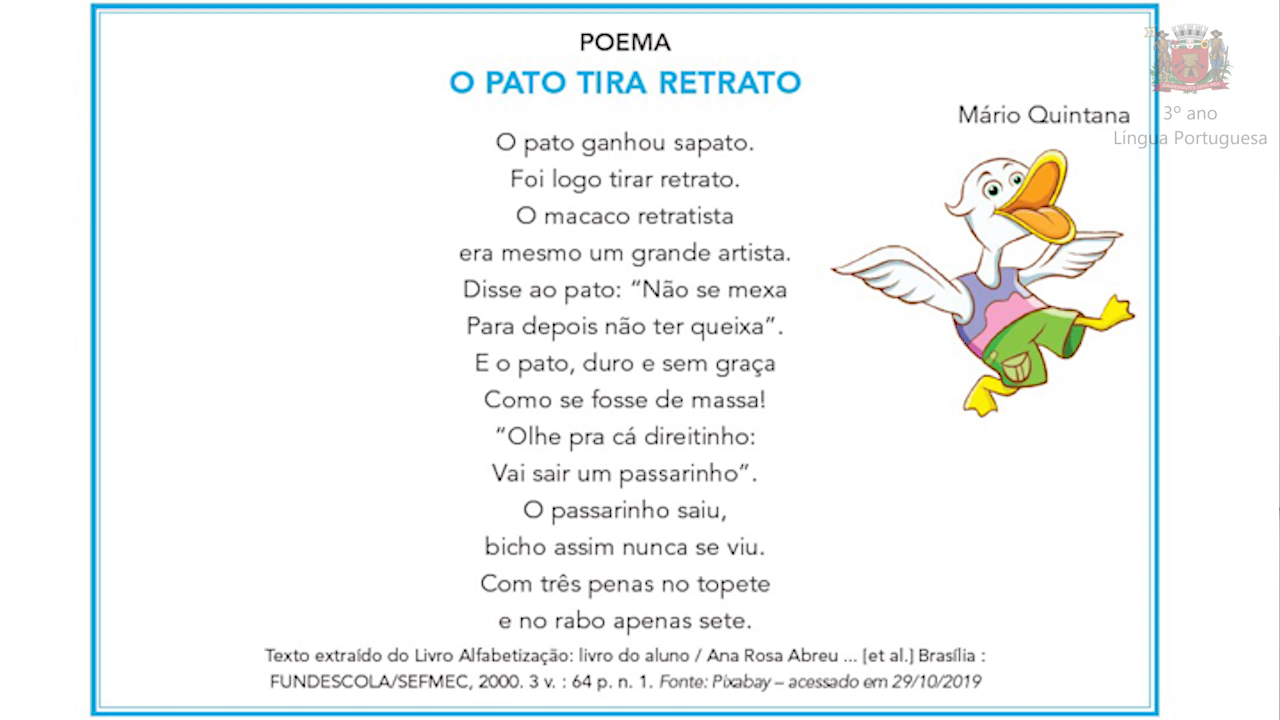 POEMA
O PATO TIRA RETRATO
Mário Quintana
3º ano
Língua Portuguesa
O pato ganhou sapato.
Foi logo tirar retrato.
O macaco retratista
era mesmo um grande artista.
Disse ao pato: “Não se mexa
Para depois não ter queixa”.
E o pato, duro e sem graça
Como se fosse de massa!
“Olhe pra cá direitinho:
Vai sair um passarinho”.
O passarinho saiu,
bicho assim nunca se viu.
Com três penas no topete
e no rabo apenas sete.
Texto extraído do Livro Alfabetização: livro do aluno / Ana Rosa Abreu ... [et al.] Brasília :
FUNDESCOLA/SEFMEC, 2000. 3 v. : 64 p. n. 1. Fonte: Pixabay – acessado em 29/10/2019